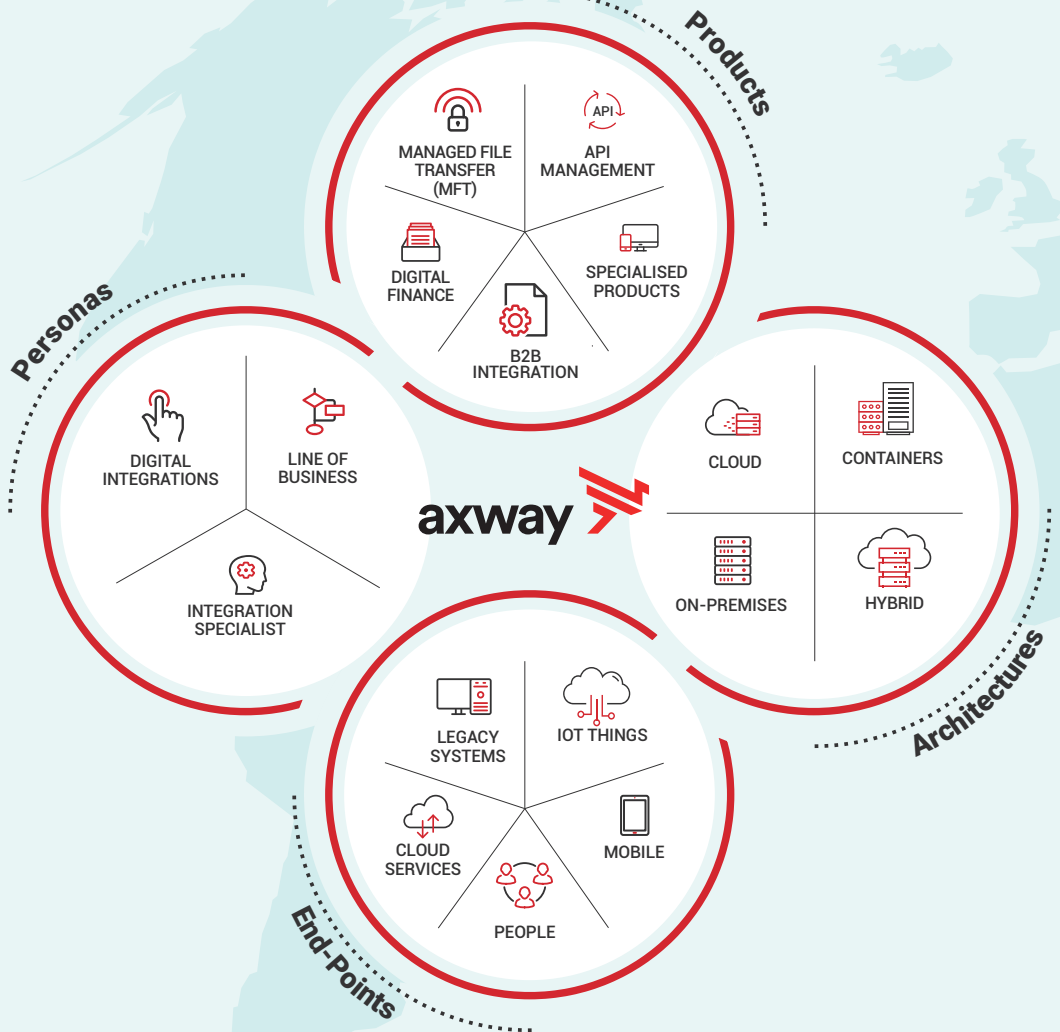 Products
MANAGED FILE
TRANSFER
(MFT)
API
API
MANAGEMENT
DIGITAL
FINANCE
SPECIALISED
PRODUCTS
B2B
INTEGRATION
Personas
DIGITAL
INTEGRATIONS
LINE OF
BUSINESS
INTEGRATION
SPECIALIST
axway
CLOUD
CONTAINERS
ON-PREMISES
HYBRID
Architectures
LEGACY
SYSTEMS
IOT THINGS
CLOUD
SERVICES
MOBILE
PEOPLE
End-Points